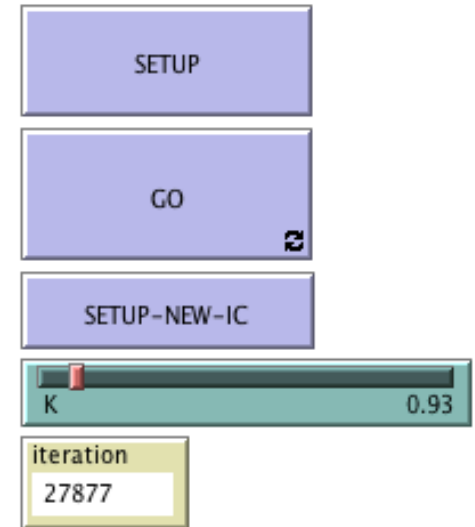 SETUP
GO
SETUP-NEW-IC
K 0.93
iteration
27877